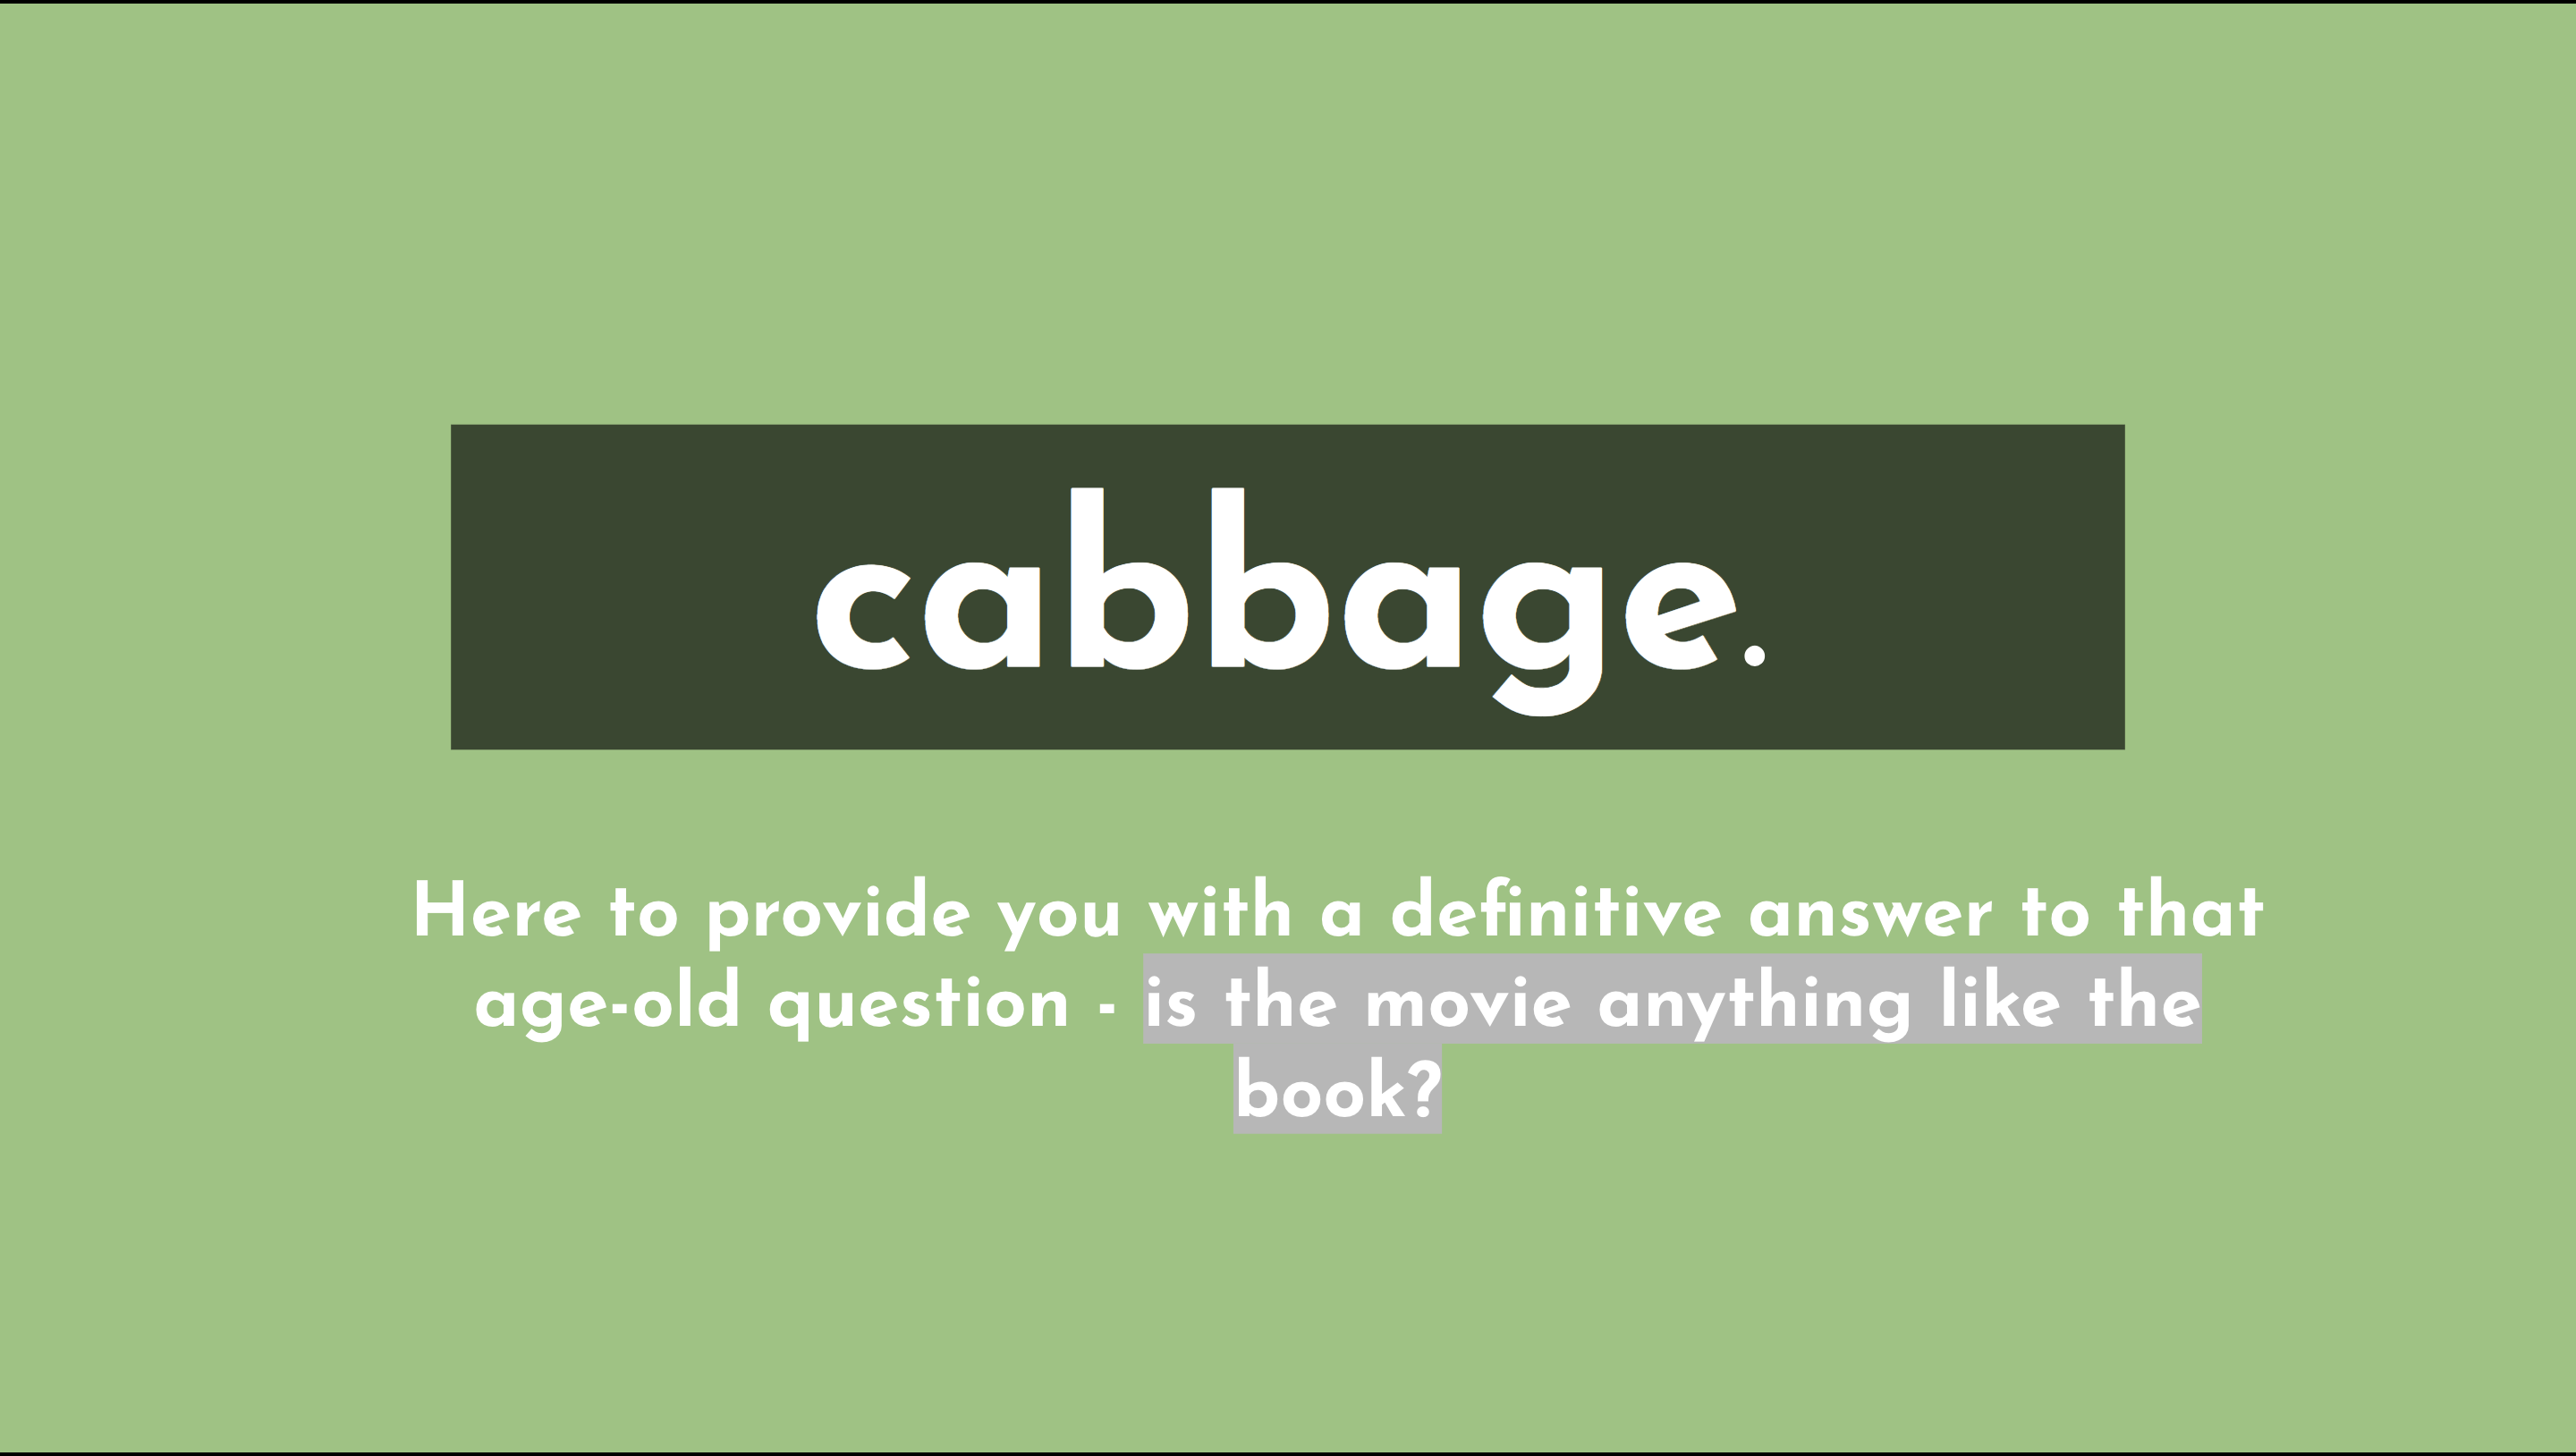 cabbage.
Here to provide you with a definitive answer to that
age-old question - is the movie anything like the
book?